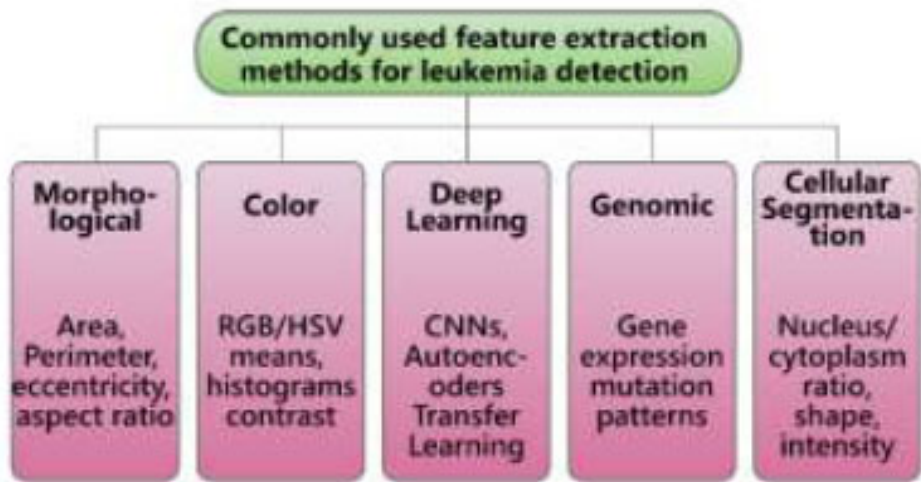 Commonly used feature extraction
methods for leukemia detection
Morpho-
logical
Area,
Perimeter,
eccentricity,
aspect ratio
Color
RGB/HSV
means,
histograms
contrast
Deep
Learning
CNNs,
Autoenc-
oders
Transfer
Learning
Genomic
Gene
expression
mutation
patterns
Cellular
Segmenta-
tion
Nucleus/
cytoplasm
ratio,
shape,
intensity